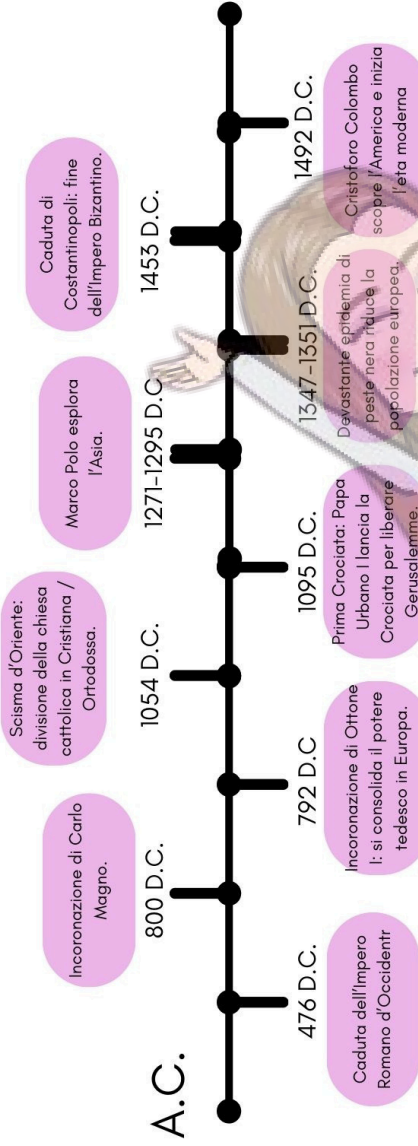 A.C.
476 D.C.
Caduta dell'Impero
Romano d'Occidentr
800 D.C.
Incoronazione di Carlo
Magno.
792 D.C
Incoronazione di Ottone
I: si consolida il potere
tedesco in Europa.
1054 D.C.
Scisma d'Oriente:
divisione della chiesa
cattolica in Cristiana /
Ortodossa.
1095 D.C.
Prima Crociata: Papa
Urbano I lancia la
Crociata per liberare
Gerusalemme.
1271-1295 D.C
Marco Polo esplora
l'Asia.
1347-1351 D.C.
Devastante epidemia di
peste nera riduce la
popolazione europea.
1453 D.C.
Caduta di
Costantinopoli: fine
dell'Impero Bizantino.
1492 D.C.
Cristoforo Colombo
scopre l'America e inizia
l'eta moderna